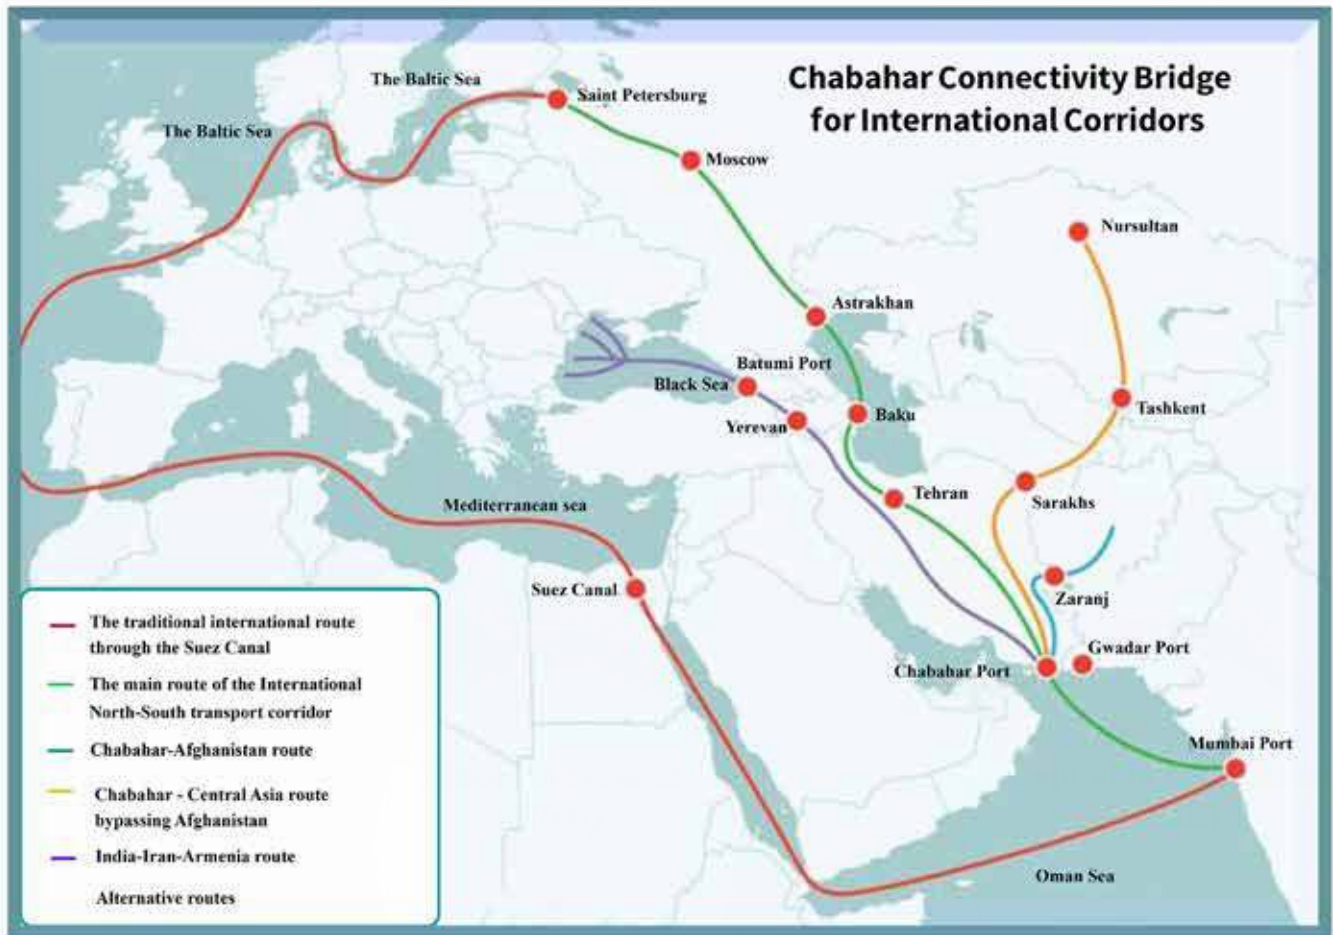 Chabahar Connectivity Bridge
for International Corridors
The Baltic Sea
The Baltic Sea
Saint Petersburg
Moscow
Nursultan
Astrakhan
Batumi Port
Black Sea
Baku
Yerevan
Tashkent
Tehran
Sarakhs
Mediterranean sea
Suez Canal
Zaranj
Gwadar Port
Chabahar Port
Mumbai Port
Oman Sea
The traditional international route
through the Suez Canal
The main route of the International
North-South transport corridor
Chabahar-Afghanistan route
Chabahar - Central Asia route
bypassing Afghanistan
India-Iran-Armenia route
Alternative routes